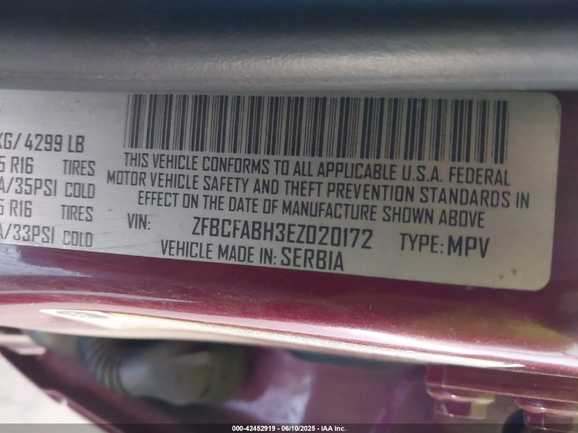 KG/ 4299 LB
5 R16 TIRES
A/35PSI COLD
5 R16 TIRES
A/33PSI COLD
THIS VEHICLE CONFORMS TO ALL APPLICABLE U.S.A. FEDERAL
MOTOR VEHICLE SAFETY AND THEFT PREVENTION STANDARDS IN
EFFECT ON THE DATE OF MANUFACTURE SHOWN ABOVE
VIN: ZFBCFABH3EZ020172 TYPE: MPV
VEHICLE MADE IN: SERBIA
000-42452919 - 06/10/2025 - IAA Inc.